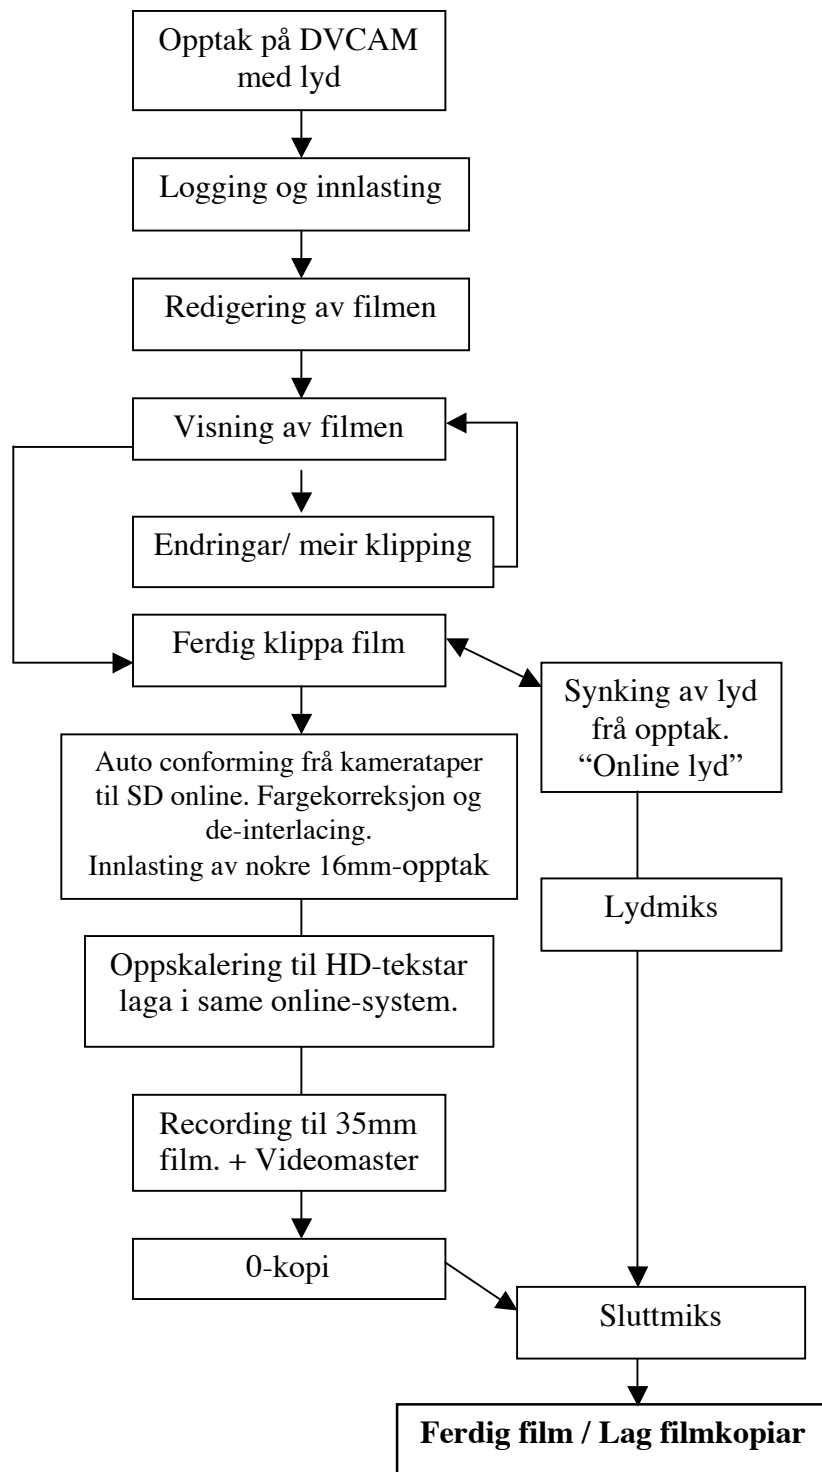 Opptak på DVCAM
med lyd
Logging og innlasting
Redigering av filmen
Visning av filmen
Endringar/ meir klipping
Ferdig klippa film
Synking av lyd
frå opptak.
“Online lyd”
Auto conforming frå kamerataper
til SD online. Fargekorreksjon og
de-interlacing.
Innlasting av nokre 16mm-opptak
Lydmiks
Oppskalering til HD-tekstar
laga i same online-system.
Recording til 35mm
film. + Videomaster
0-kopi
Sluttmiks
Ferdig film / Lag filmkopiar